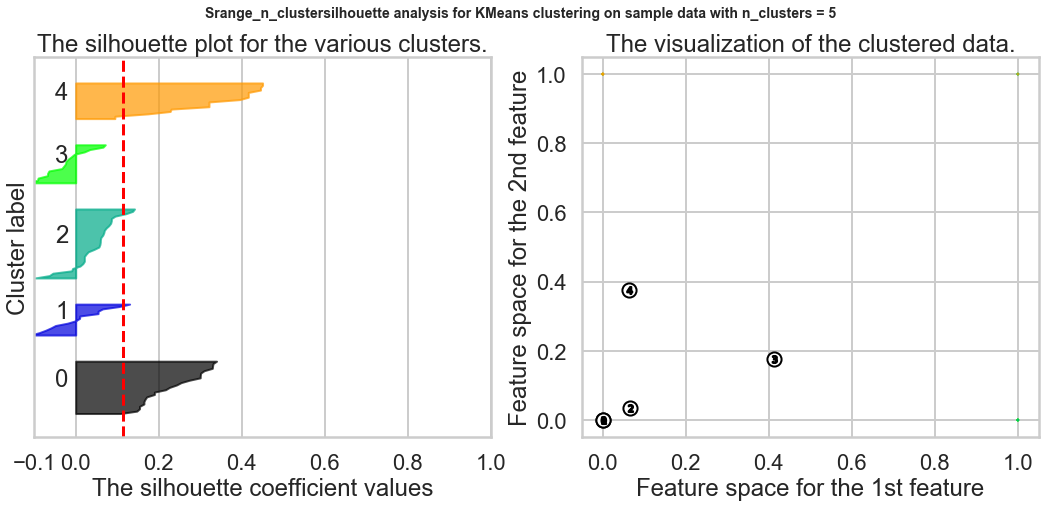 Srange_n_clustersilhouette analysis for KMeans clustering on sample data with n_clusters = 5
The silhouette plot for the various clusters.
Cluster label
4
3
2
1
0
−0.1 0.0 0.2 0.4 0.6 0.8 1.0
The silhouette coefficient values
The visualization of the clustered data.
Feature space for the 2nd feature
1.0
0.8
0.6
0.4
0.2
0.0
4
3
2
0.0 0.2 0.4 0.6 0.8 1.0
Feature space for the 1st feature